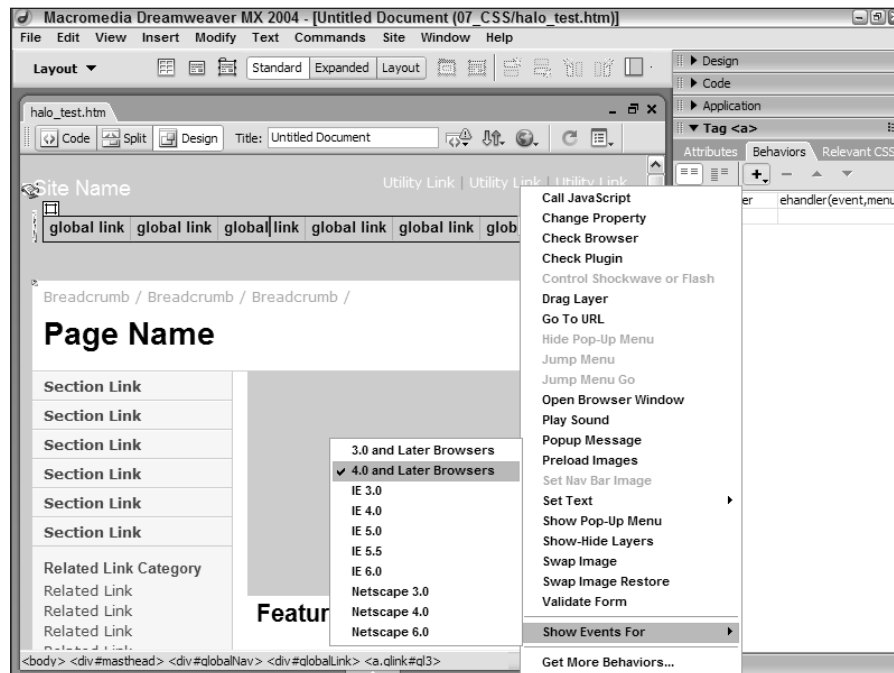 Macromedia Dreamweaver MX 2004 - [Untitled Document (07_CSS/halo_test.htm)]
File Edit View Insert Modify Text Commands Site Window Help
Layout
Standard Expanded Layout
halo_test.htm
Code Split Design Title: Untitled Document
Site Name
Utility Link | Utility Link | Utility Link
global link global link global link global link global link glob
Breadcrumb / Breadcrumb / Breadcrumb /
Page Name
Section Link
Section Link
Section Link
Section Link
Section Link
Section Link
Related Link Category
Related Link
Related Link
Related Link
Related Link
Featur
<body> <div#masthead> <div#globalNav> <div#globalLink> <a.glink#gl3>
Design
Code
Application
Tag <a>
Attributes Behaviors Relevant CSS
er ehandler(event,menu
Call JavaScript
Change Property
Check Browser
Check Plugin
Control Shockwave or Flash
Drag Layer
Go To URL
Hide Pop-Up Menu
Jump Menu
Jump Menu Go
Open Browser Window
Play Sound
Popup Message
Preload Images
Set Nav Bar Image
Set Text
Show Pop-Up Menu
Show-Hide Layers
Swap Image
Swap Image Restore
Validate Form
Show Events For
Get More Behaviors...
3.0 and Later Browsers
4.0 and Later Browsers
IE 3.0
IE 4.0
IE 5.0
IE 5.5
IE 6.0
Netscape 3.0
Netscape 4.0
Netscape 6.0